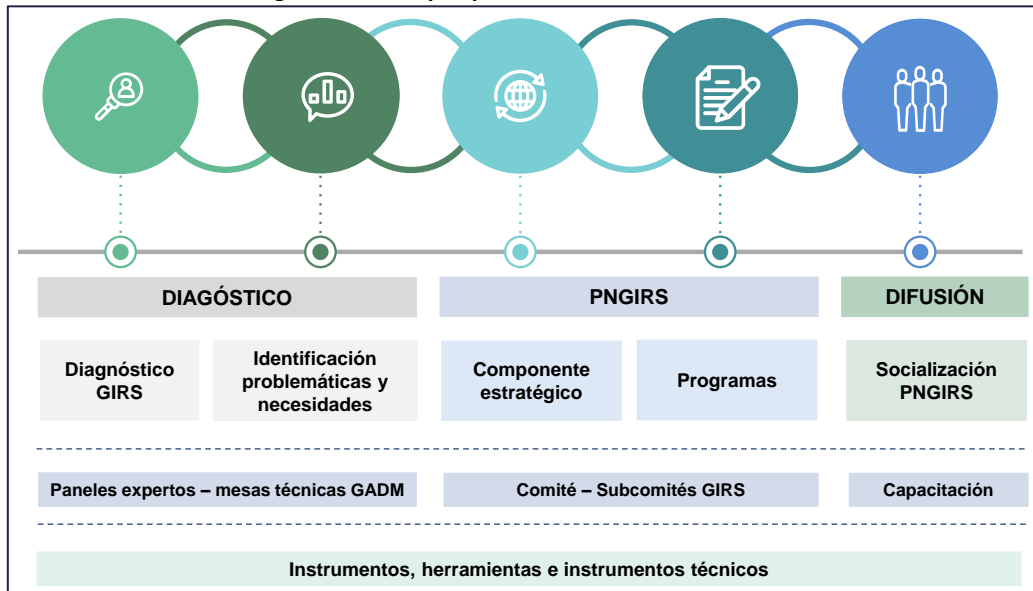 DIAGÓSTICO
PNGIRS
DIFUSIÓN
Diagnóstico
GIRS
Identificación
problemáticas y
necesidades
Componente
estratégico
Programas
Socialización
PNGIRS
Paneles expertos – mesas técnicas GADM
Comité – Subcomités GIRS
Capacitación
Instrumentos, herramientas e instrumentos técnicos